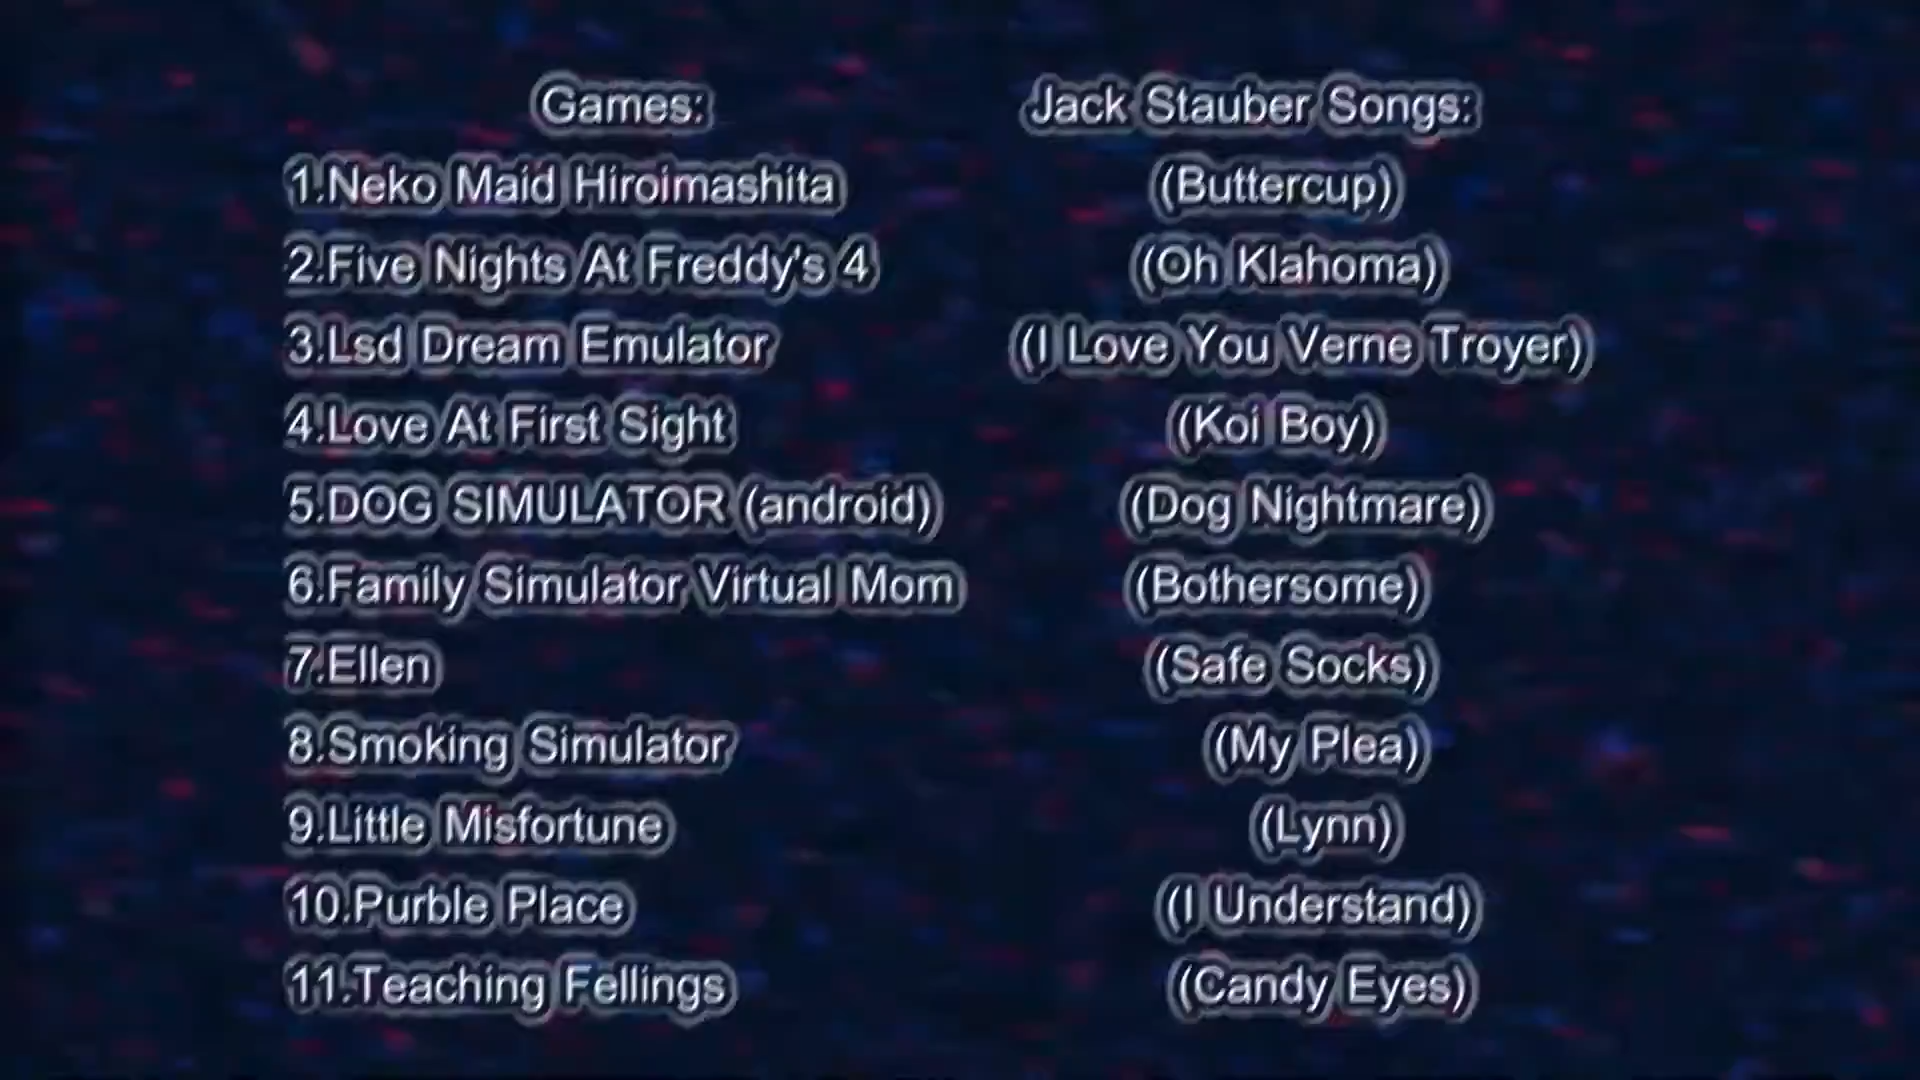 Games: Jack Stauber Songs:
1.Neko Maid Hiroimashita (Buttercup)
2.Five Nights At Freddy's 4 (Oh Klahoma)
3.Lsd Dream Emulator (I Love You Verne Troyer)
4.Love At First Sight (Koi Boy)
5.DOG SIMULATOR (android) (Dog Nightmare)
6.Family Simulator Virtual Mom (Bothersome)
7.Ellen (Safe Socks)
8.Smoking Simulator (My Plea)
9.Little Misfortune (Lynn)
10.Purble Place (I Understand)
11.Teaching Fellings (Candy Eyes)